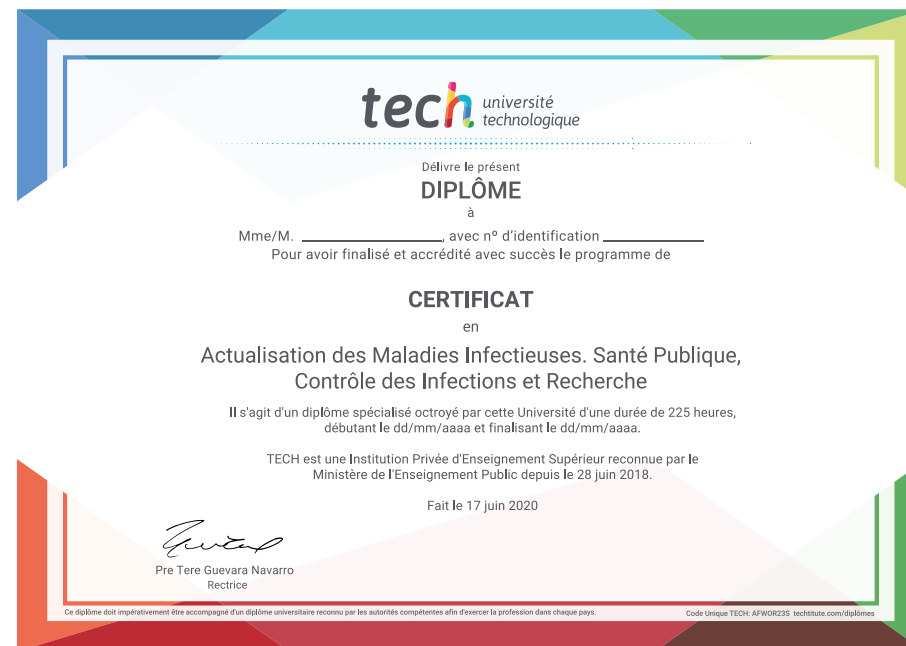 tech université
technologique
Délivre le présent
DIPLÔME
à
Mme/M. ____________________, avec nº d'identification ______________
Pour avoir finalisé et accrédité avec succès le programme de
CERTIFICAT
en
Actualisation des Maladies Infectieuses. Santé Publique,
Contrôle des Infections et Recherche
Il s'agit d'un diplôme spécialisé octroyé par cette Université d'une durée de 225 heures,
débutant le dd/mm/aaaa et finalisant le dd/mm/aaaa.
TECH est une Institution Privée d'Enseignement Supérieur reconnue par le
Ministère de l'Enseignement Public depuis le 28 juin 2018.
Fait le 17 juin 2020
Pre Tere Guevara Navarro
Rectrice
Ce diplôme doit impérativement être accompagné d'un diplôme universitaire reconnu par les autorités compétentes afin d'exercer la profession dans chaque pays.
Code Unique TECH: AFWOR23S techtitute.com/diplômes